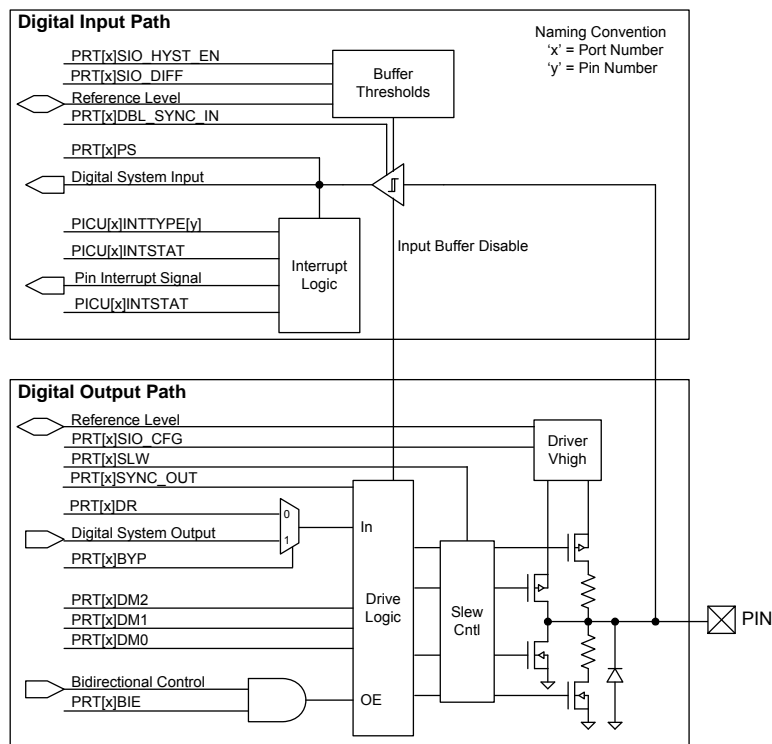 Digital Input Path
Naming Convention
'x' = Port Number
'y' = Pin Number
PRT[x]SIO_HYST_EN
PRT[x]SIO_DIFF
Reference Level
PRT[x]DBL_SYNC_IN
Buffer
Thresholds
PRT[x]PS
Digital System Input
PICU[x]INTTYPE[y]
PICU[x]INTSTAT
Pin Interrupt Signal
PICU[x]INTSTAT
Interrupt
Logic
Input Buffer Disable
Digital Output Path
Reference Level
PRT[x]SIO_CFG
PRT[x]SLW
PRT[x]SYNC_OUT
Driver
Vhigh
PRT[x]DR
Digital System Output
PRT[x]BYP
0
1
In
PRT[x]DM2
PRT[x]DM1
PRT[x]DM0
Drive
Logic
Slew
Cntl
PIN
Bidirectional Control
PRT[x]BIE
OE